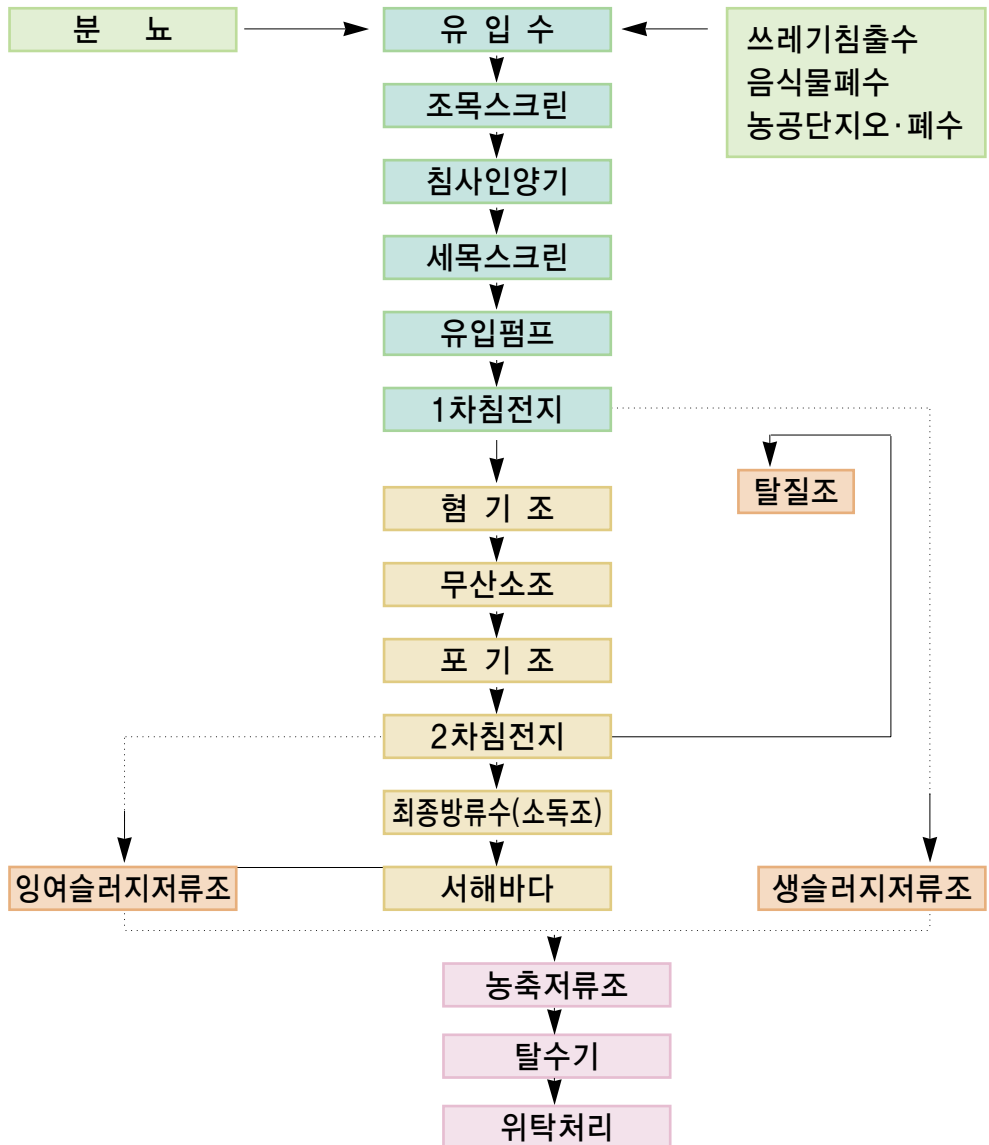 분 뇨
유 입 수
쓰레기침출수
음식물폐수
농공단지오·폐수
조목스크린
침사인양기
세목스크린
유입펌프
1차침전지
탈질조
혐 기 조
무산소조
포 기 조
2차침전지
최종방류수(소독조)
잉여슬러지저류조
서해바다
생슬러지저류조
농축저류조
탈수기
위탁처리